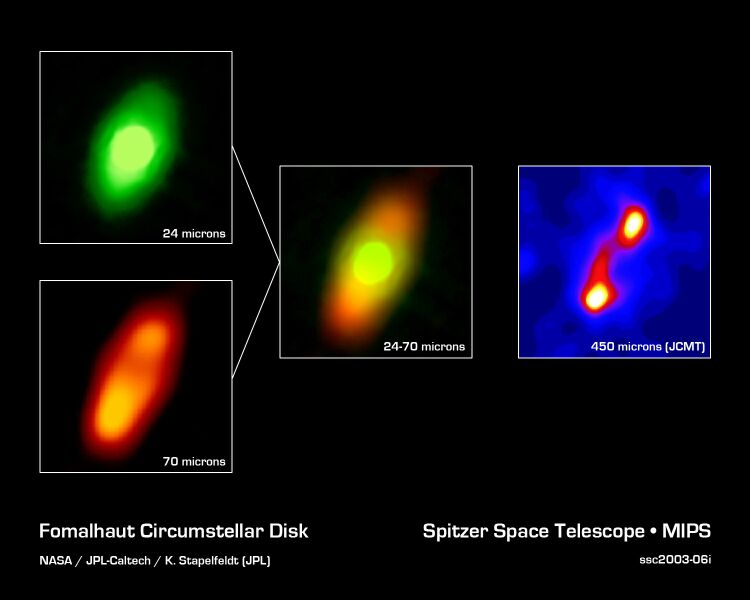 24 microns
70 microns
24-70 microns
450 microns (JCMT)
Fomalhaut Circumstellar Disk
NASA / JPL-Caltech / K. Stapelfeldt (JPL)
Spitzer Space Telescope • MIPS
ssc2003-06i